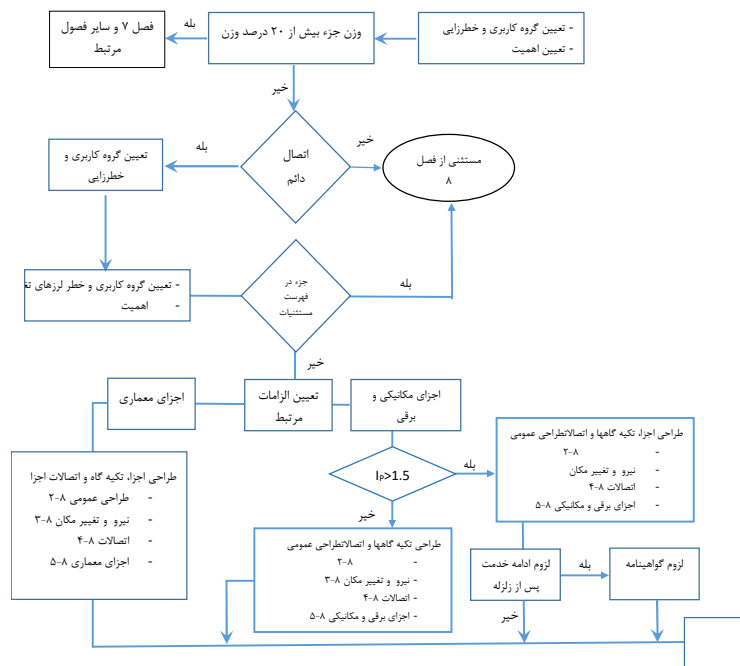 - تعیین گروه کاربری و خطرزایی
- تعیین اهمیت
وزن جزء بیش از ۲۰ درصد وزن
بله
فصل ۷ و سایر فصول
مرتبط
خیر
اتصال
دائم
خیر
مستثنی از فصل
۸
بله
تعیین گروه کاربری و
خطرزایی
- تعیین گروه کاربری و خطر لرزهای
- اهمیت
جزء در
فهرست
مستثنیات
بله
خیر
تعیین الزامات
مرتبط
اجزای معماری
اجزای مکانیکی و
برقی
طراحی اجزا، تکیه گاه و اتصالات اجزا
- طراحی عمومی ۸-۲
- نیرو و تغییر مکان ۸-۳
- اتصالات ۸-۴
- اجزای معماری ۸-۵
IP>1.5
بله
طراحی اجزا، تکیه گاهها و اتصالاتطراحی عمومی
- ۸-۲
- نیرو و تغییر مکان
- اتصالات ۸-۴
- اجزای برقی و مکانیکی ۸-۵
خیر
طراحی تکیه گاهها و اتصالاتطراحی عمومی
- ۸-۲
- نیرو و تغییر مکان ۸-۳
- اتصالات ۸-۴
- اجزای برقی و مکانیکی ۸-۵
لزوم ادامه خدمت
پس از زلزله
بله
لزوم گواهینامه
خیر